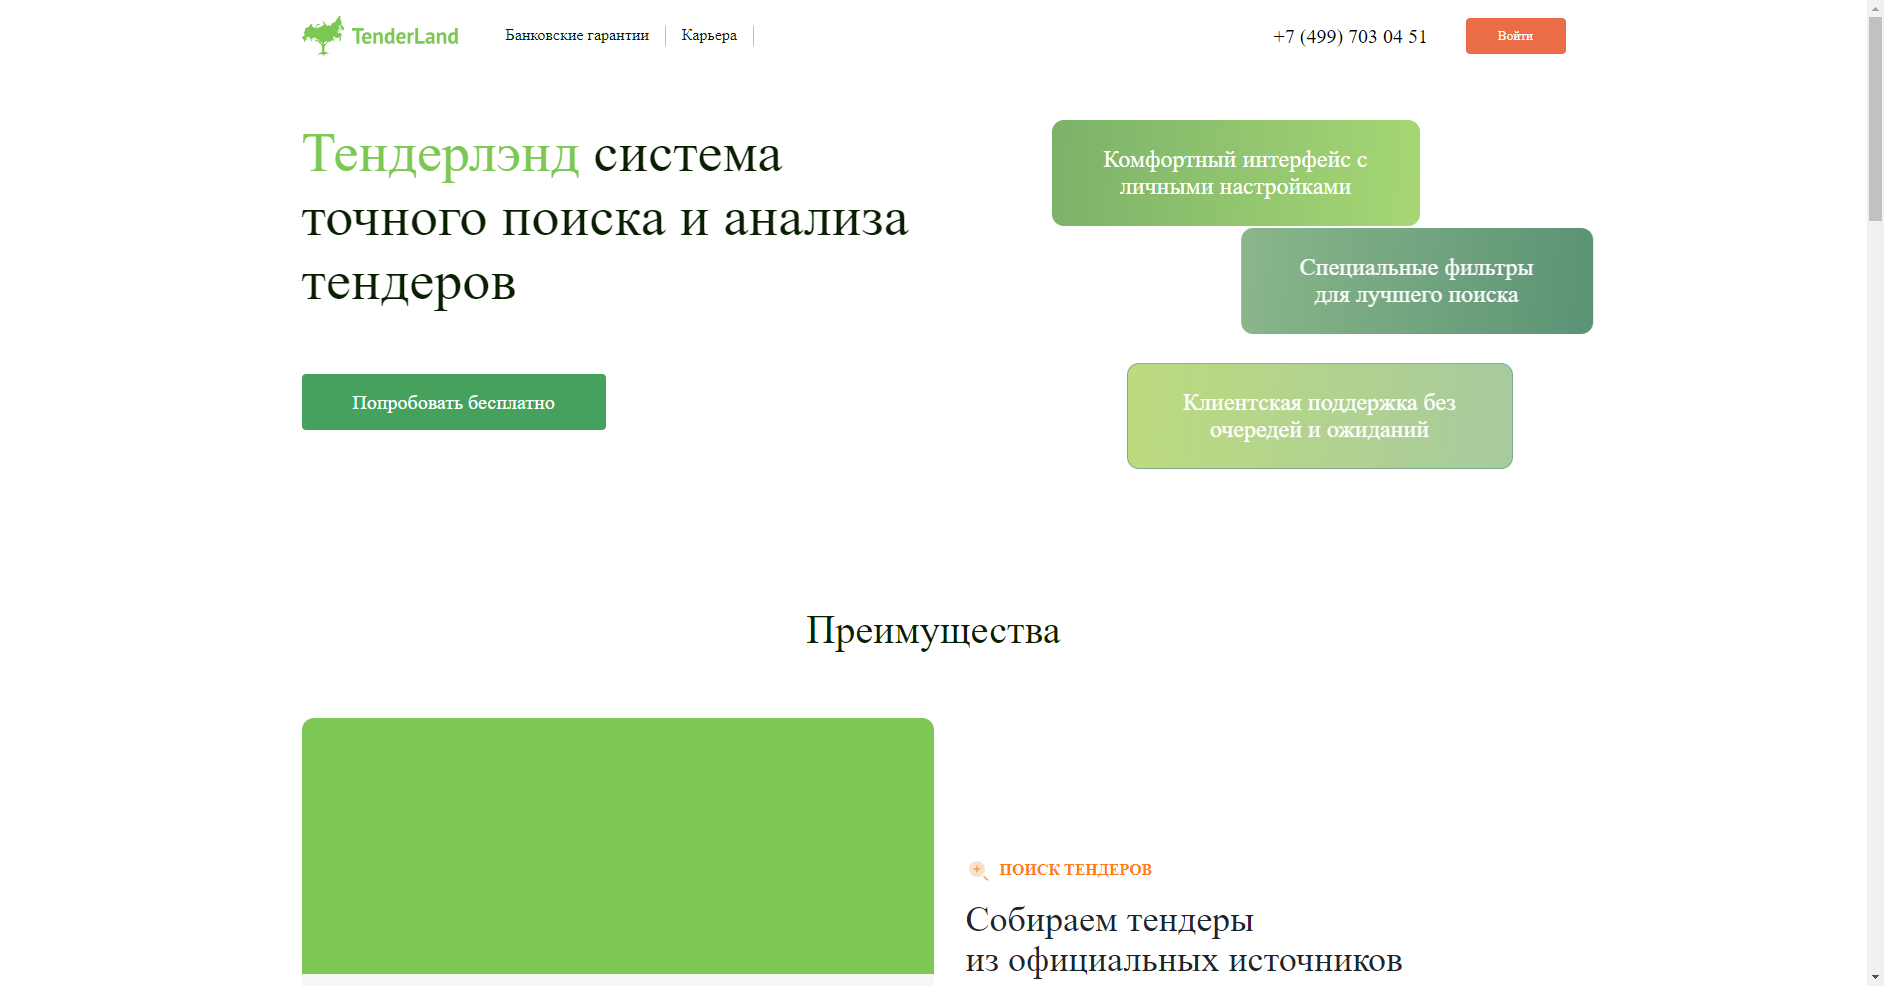 TenderLand
Банковские гарантии
Карьера
+7 (499) 703 04 51
Войти
Тендерлэнд система
точного поиска и анализа
тендеров
Попробовать бесплатно
Комфортный интерфейс с
личными настройками
Специальные фильтры
для лучшего поиска
Клиентская поддержка без
очередей и ожиданий
Преимущества
ПОИСК ТЕНДЕРОВ
Собираем тендеры
из официальных источников